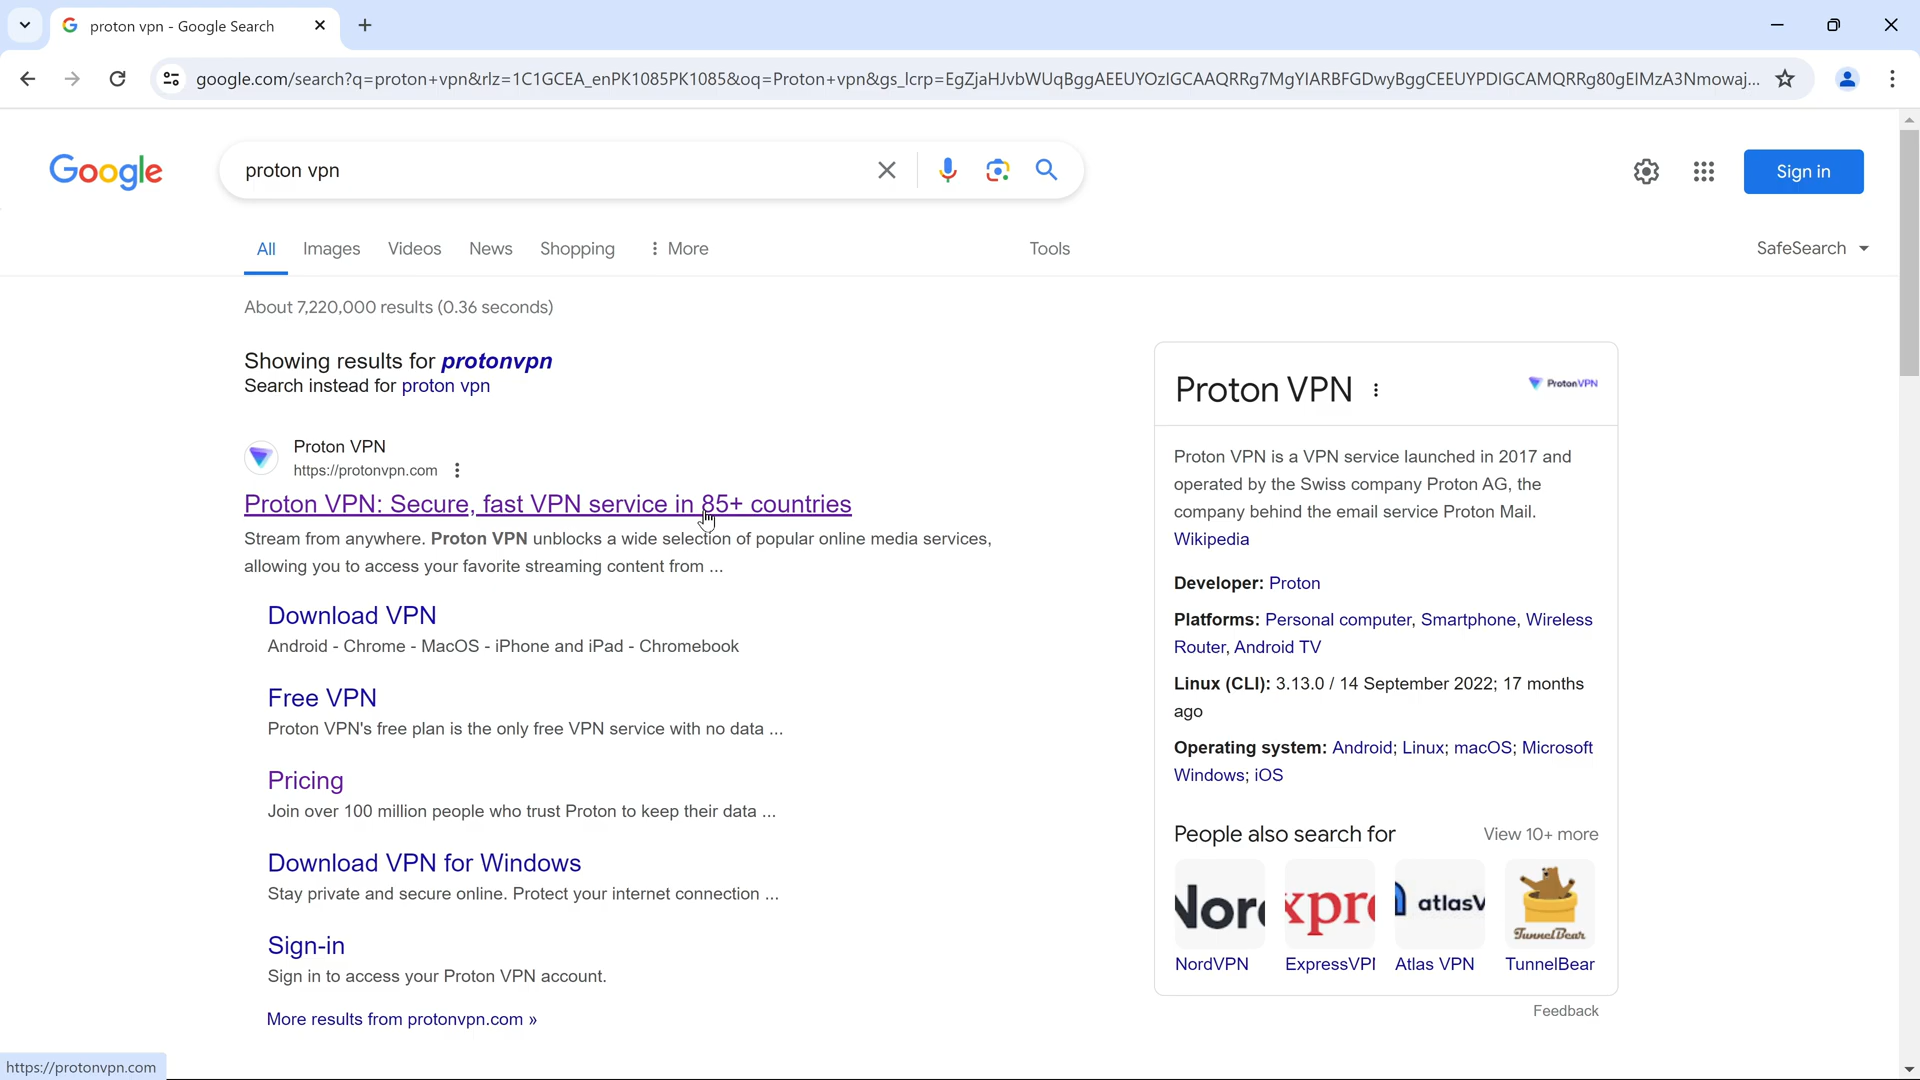 proton vpn - Google Search
google.com/search?q=proton+vpn&rlz=1C1GCEA_enPK1085PK1085&oq=Proton+vpn&gs_lcrp=EgZjaHJvbWUqBggAEEUYOzIGCAAQRRg7MgYIARBFGDwyBggCEEUYPDIGCAMQRRg80gEIMzA3Nmowaj...
Google
proton vpn
Sign in
All Images Videos News Shopping More Tools SafeSearch
About 7,220,000 results (0.36 seconds)
Showing results for protonvpn
Search instead for proton vpn
Proton VPN
https://protonvpn.com
Proton VPN: Secure, fast VPN service in 85+ countries
Stream from anywhere. Proton VPN unblocks a wide selection of popular online media services,
allowing you to access your favorite streaming content from ...
Download VPN
Android - Chrome - MacOS - iPhone and iPad - Chromebook
Free VPN
Proton VPN's free plan is the only free VPN service with no data ...
Pricing
Join over 100 million people who trust Proton to keep their data ...
Download VPN for Windows
Stay private and secure online. Protect your internet connection ...
Sign-in
Sign in to access your Proton VPN account.
More results from protonvpn.com »
Proton VPN
ProtonVPN
Proton VPN is a VPN service launched in 2017 and
operated by the Swiss company Proton AG, the
company behind the email service Proton Mail.
Wikipedia
Developer: Proton
Platforms: Personal computer, Smartphone, Wireless
Router, Android TV
Linux (CLI): 3.13.0 / 14 September 2022; 17 months
ago
Operating system: Android; Linux; macOS; Microsoft
Windows; iOS
People also search for
View 10+ more
Nor
xpre
atlasV
TunnelBear
NordVPN
ExpressVPN
Atlas VPN
TunnelBear
Feedback
https://protonvpn.com